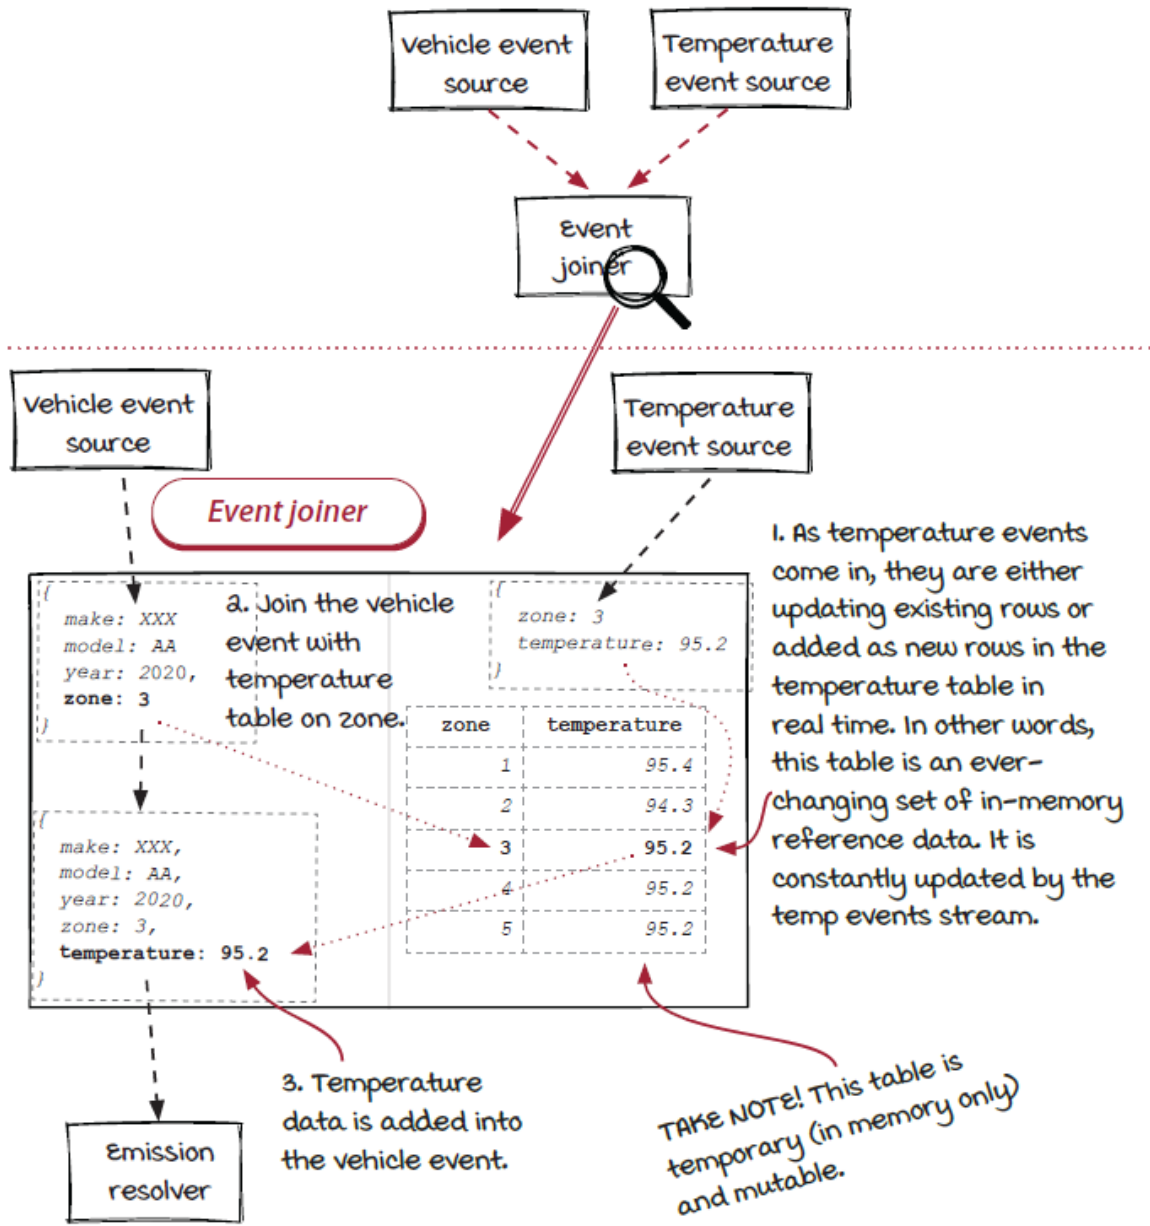 Vehicle event
source
Temperature
event source
Event
joiner
Vehicle event
source
Temperature
event source
Event joiner
{
make: XXX
model: AA
year: 2020,
zone: 3
}
2. Join the vehicle
event with
temperature
table on zone.
{
zone: 3
temperature: 95.2
}
1. As temperature events
come in, they are either
updating existing rows or
added as new rows in the
temperature table in
real time. In other words,
this table is an ever-
changing set of in-memory
reference data. It is
constantly updated by the
temp events stream.
zone temperature
1 95.4
2 94.3
3 95.2
4 95.2
5 95.2
{
make: XXX,
model: AA,
year: 2020,
zone: 3,
temperature: 95.2
}
3. Temperature
data is added into
the vehicle event.
TAKE NOTE! This table is
temporary (in memory only)
and mutable.
Emission
resolver